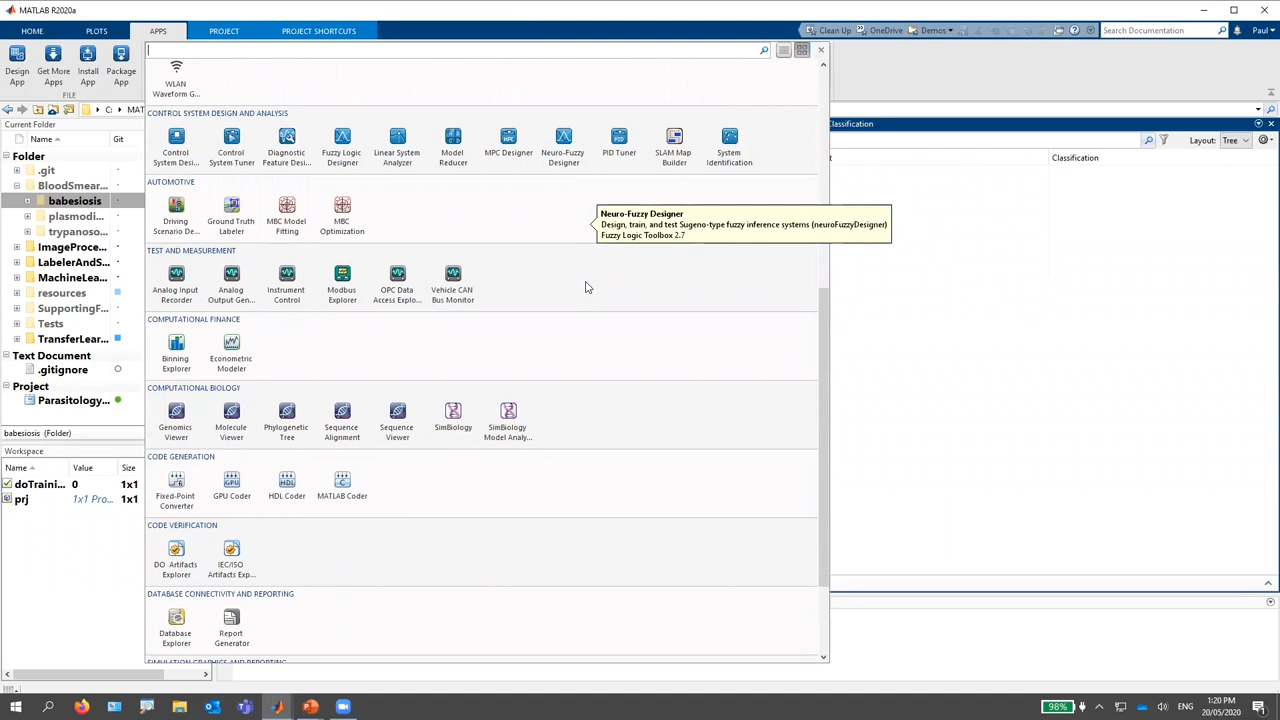 MATLAB R2020a
HOME
PLOTS
APPS
PROJECT
PROJECT SHORTCUTS
Clean Up
OneDrive
Demos
Search Documentation
Paul
Design App
Get More Apps
Install App
Package App
FILE
C:
MAT
Current Folder
Name
Git
Folder
.git
BloodSmear...
babesiosis
plasmodi...
trypanoso...
ImageProce...
LabelerAndS...
MachineLea...
resources
SupportingF...
Tests
TransferLear...
Text Document
.gitignore
Project
Parasitology...
babesiosis (Folder)
Workspace
Name
Value
Size
doTraini...
0
1x1
prj
1x1 Pro...
1x1
WLAN Waveform G...
CONTROL SYSTEM DESIGN AND ANALYSIS
Control System Desi...
Control System Tuner
Diagnostic Feature Desi...
Fuzzy Logic Designer
Linear System Analyzer
Model Reducer
MPC Designer
Neuro-Fuzzy Designer
PID Tuner
SLAM Map Builder
System Identification
AUTOMOTIVE
Driving Scenario De...
Ground Truth Labeler
MBC Model Fitting
MBC Optimization
Neuro-Fuzzy Designer
Design, train, and test Sugeno-type fuzzy inference systems (neuroFuzzyDesigner)
Fuzzy Logic Toolbox 2.7
TEST AND MEASUREMENT
Analog Input Recorder
Analog Output Gen...
Instrument Control
Modbus Explorer
OPC Data Access Explo...
Vehicle CAN Bus Monitor
COMPUTATIONAL FINANCE
Binning Explorer
Econometric Modeler
COMPUTATIONAL BIOLOGY
Genomics Viewer
Molecule Viewer
Phylogenetic Tree
Sequence Alignment
Sequence Viewer
SimBiology
SimBiology Model Analy...
CODE GENERATION
Fixed-Point Converter
GPU Coder
HDL Coder
MATLAB Coder
CODE VERIFICATION
DO Artifacts Explorer
IEC/ISO Artifacts Exp...
DATABASE CONNECTIVITY AND REPORTING
Database Explorer
Report Generator
SIMULATION GRAPHICS AND REPORTING
Classification
Layout:
Tree
t
Classification
98%
ENG
1:20 PM
20/05/2020
1